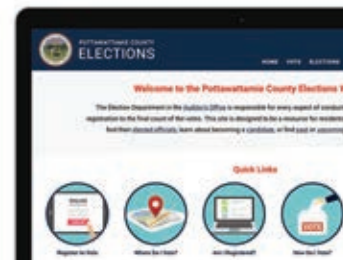 POTTAWATTAMIE COUNTY
ELECTIONS
HOME VOTE ELECTIONS
Welcome to the Pottawattamie County Elections
The Election Department in the Auditor's Office is responsible for every aspect of
registration to the final count of the votes. This site is designed to be a resource for
find their elected officials, learn about becoming a candidate, or find past or
Quick Links
ONLINE
VOTE
Register to Vote
Where Do I Vote?
Am I Registered?
How Do I Vote?